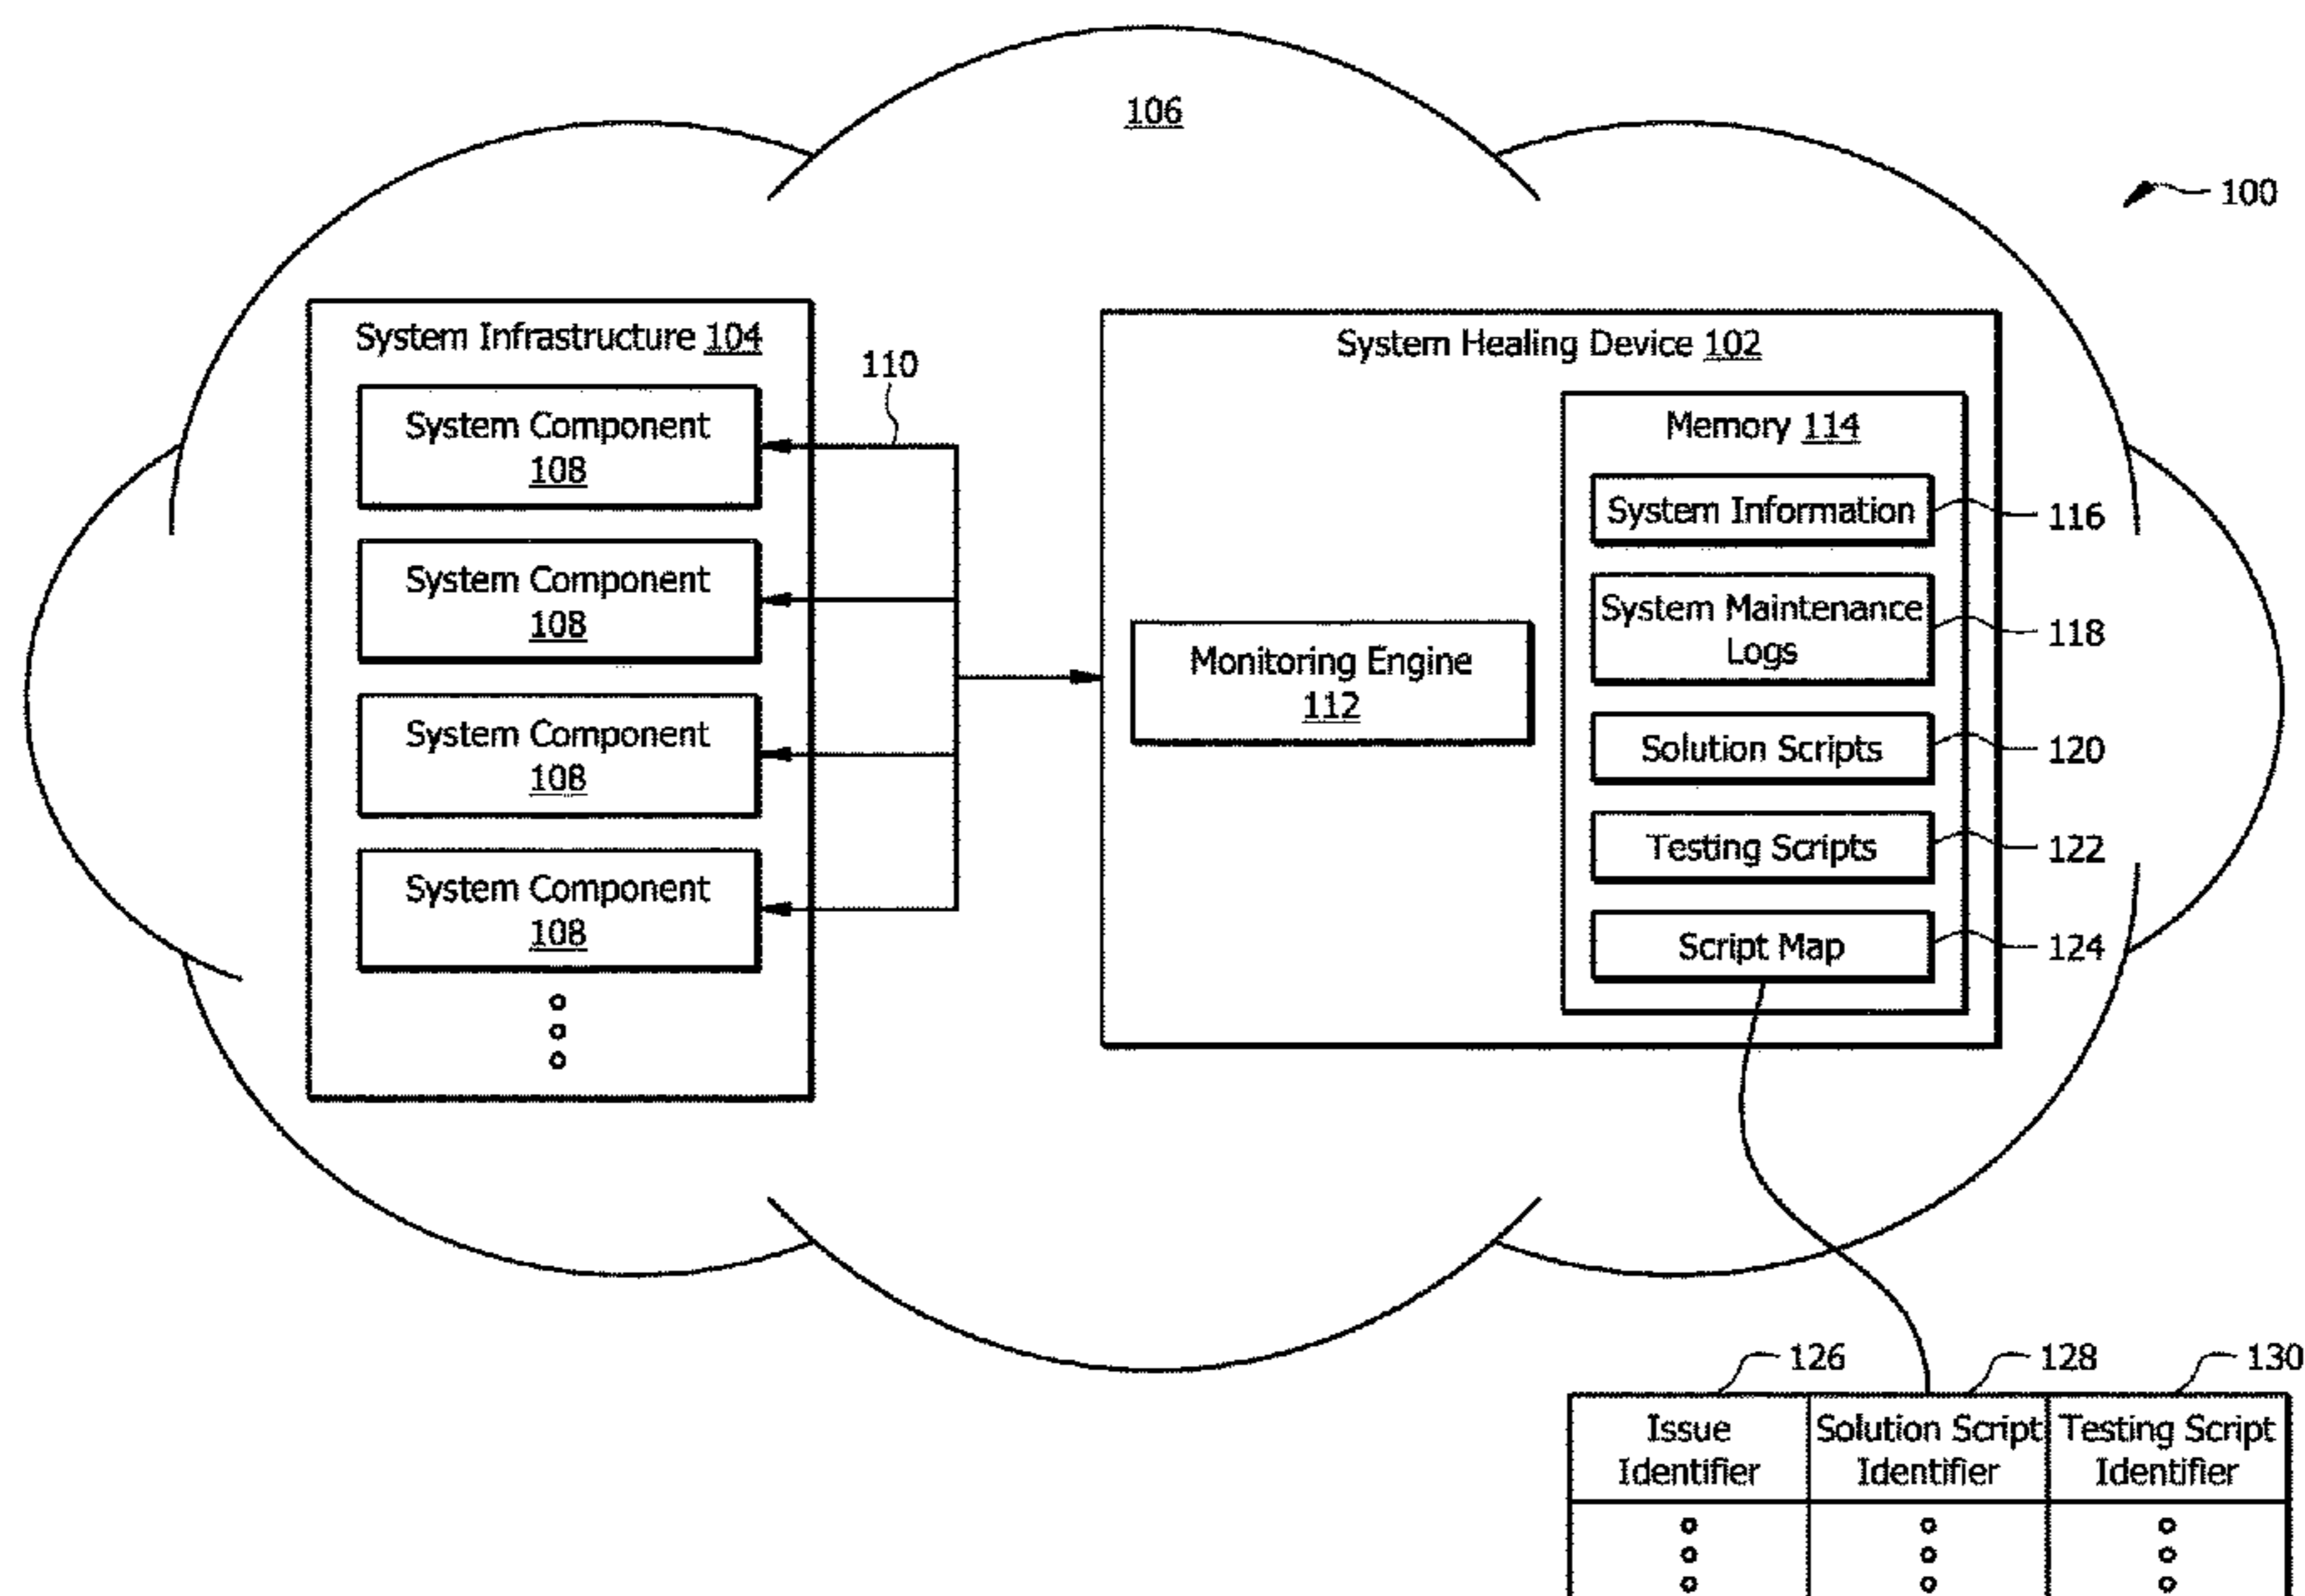 106
100
System Infrastructure 104
110
System Component
108
System Component
108
System Component
108
System Component
108
System Healing Device 102
Monitoring Engine
112
Memory 114
System Information
116
System Maintenance
Logs
118
Solution Scripts
120
Testing Scripts
122
Script Map
124
126
128
130
Issue
Identifier
Solution Script
Identifier
Testing Script
Identifier